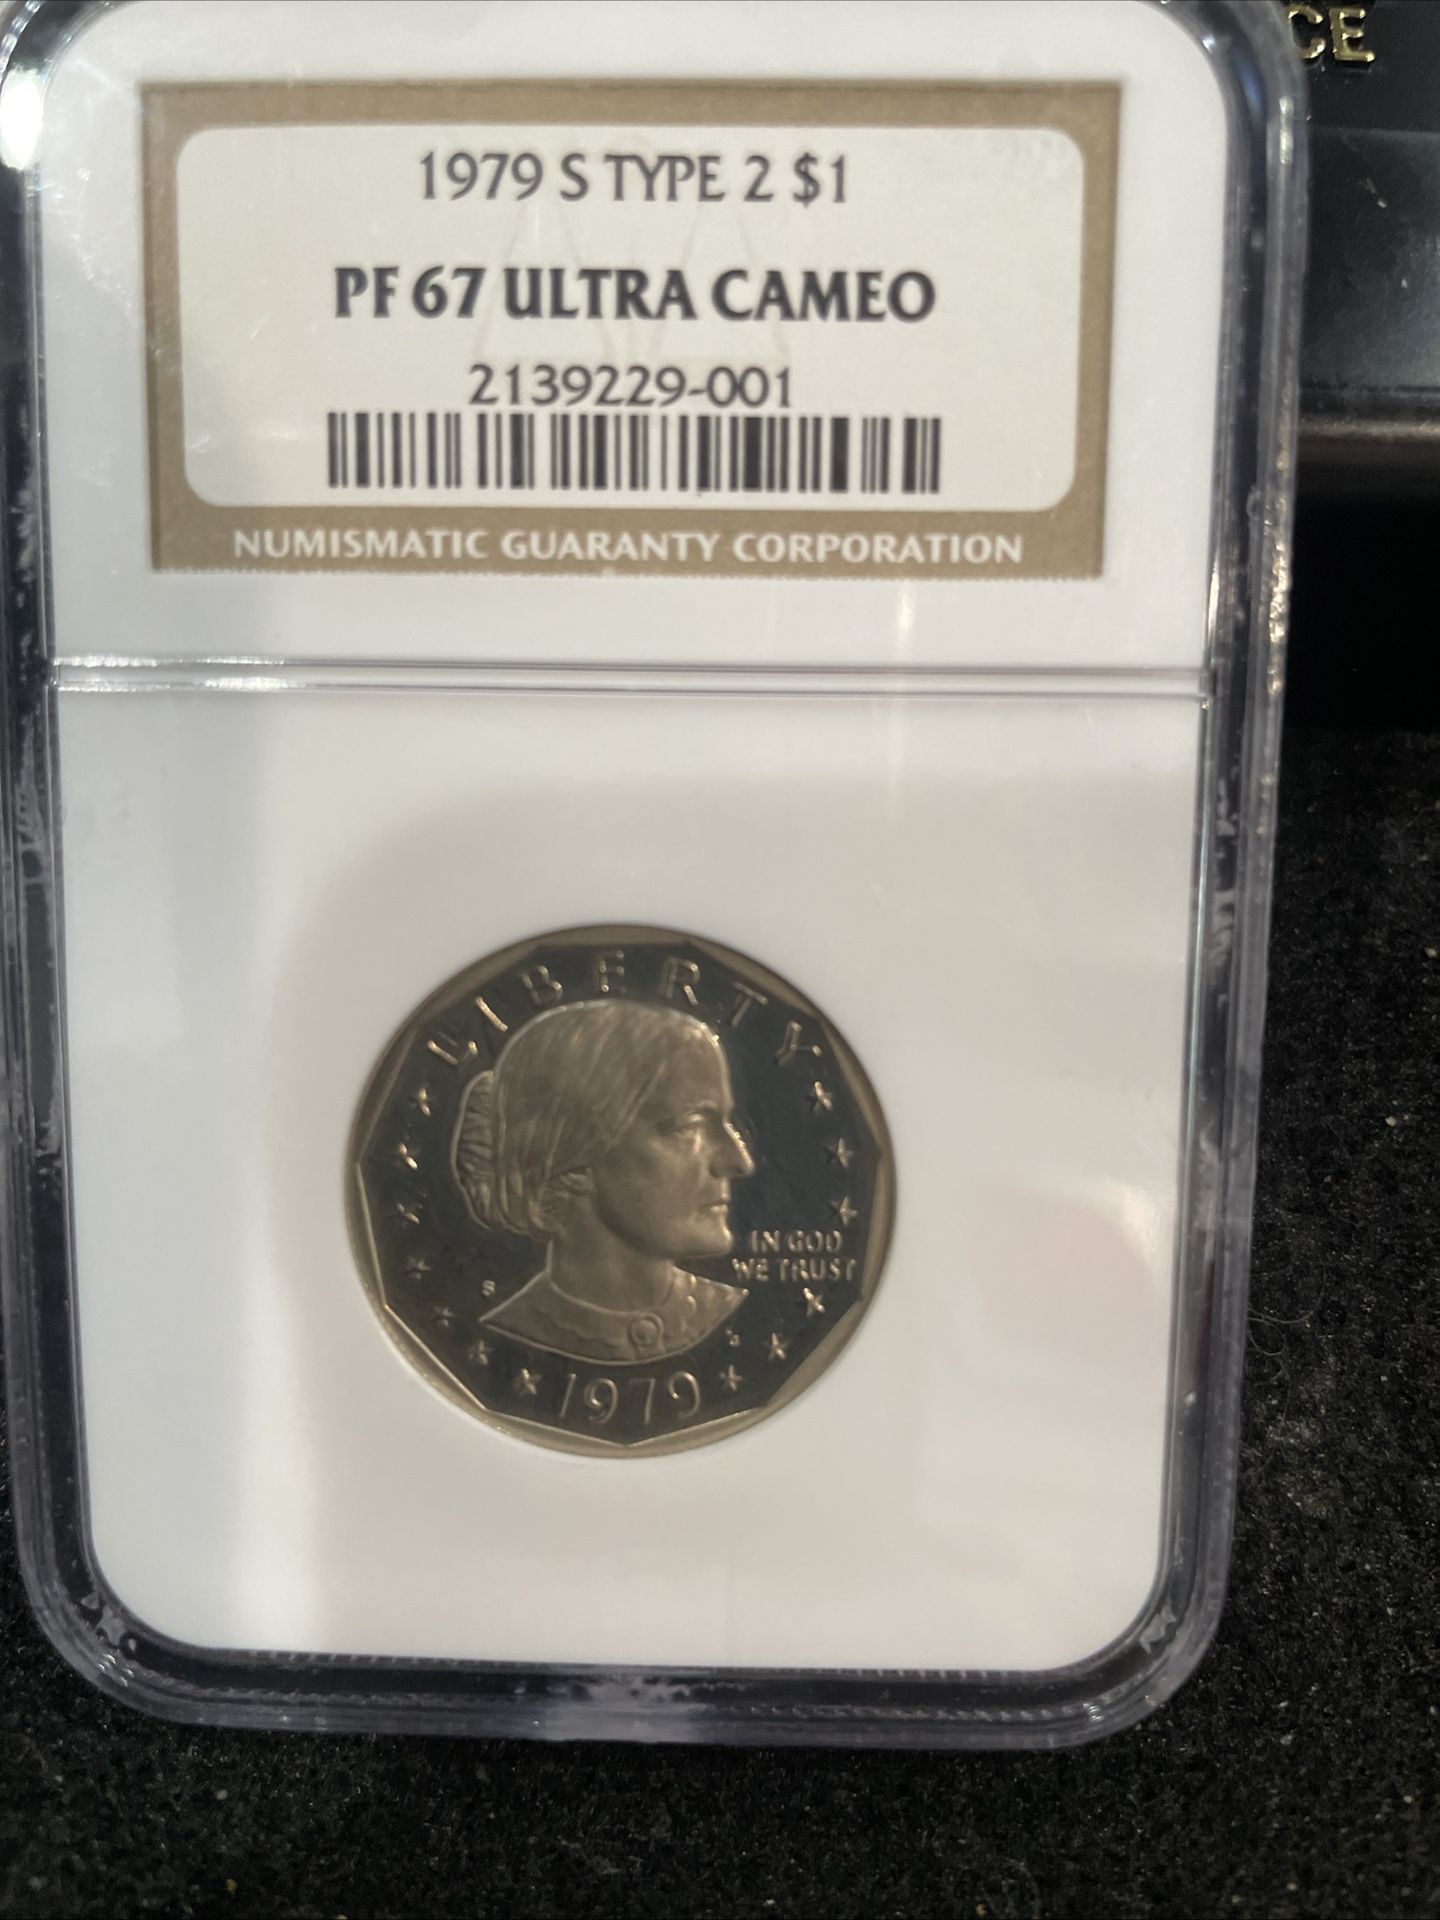 CE
1979 S TYPE 2 $1
PF 67 ULTRA CAMEO
2139229-001
NUMISMATIC GUARANTY CORPORATION
LIBERTY
IN GOD
WE TRUST
S
1979